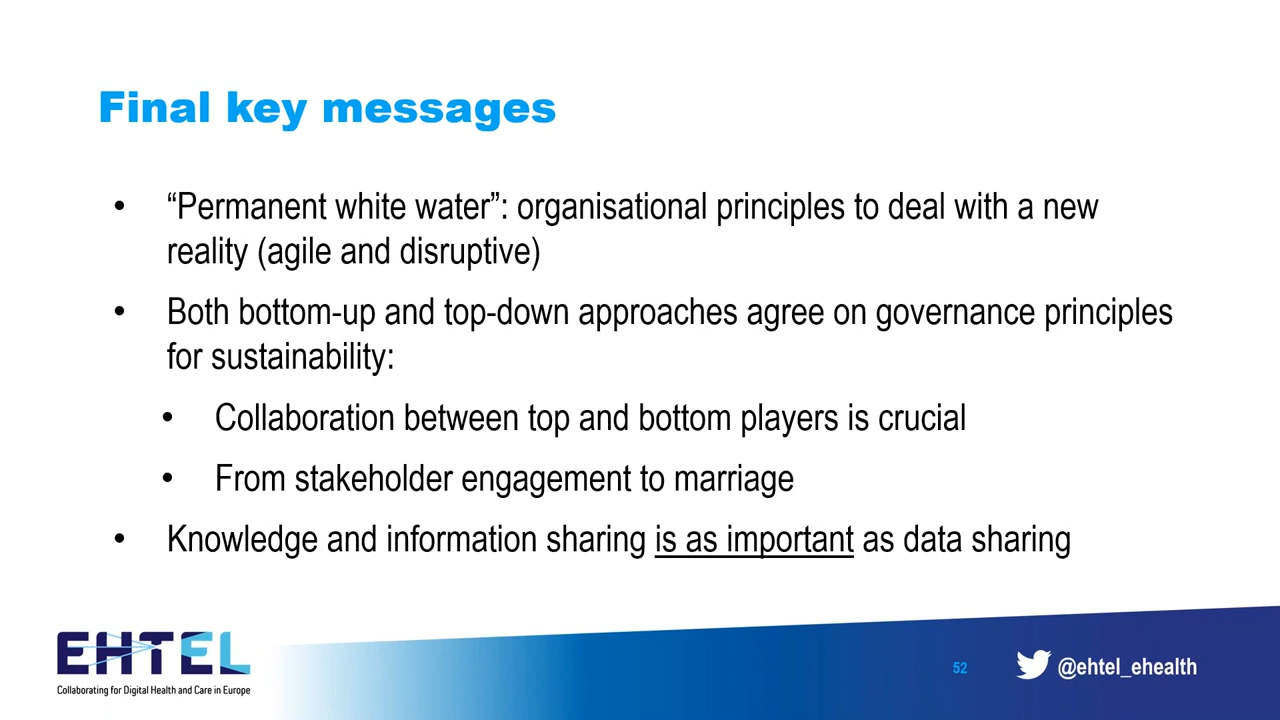 Final key messages
• “Permanent white water”: organisational principles to deal with a new
reality (agile and disruptive)
• Both bottom-up and top-down approaches agree on governance principles
for sustainability:
• Collaboration between top and bottom players is crucial
• From stakeholder engagement to marriage
• Knowledge and information sharing is as important as data sharing
EHTEL
Collaborating for Digital Health and Care in Europe
52
@ehtel_ehealth